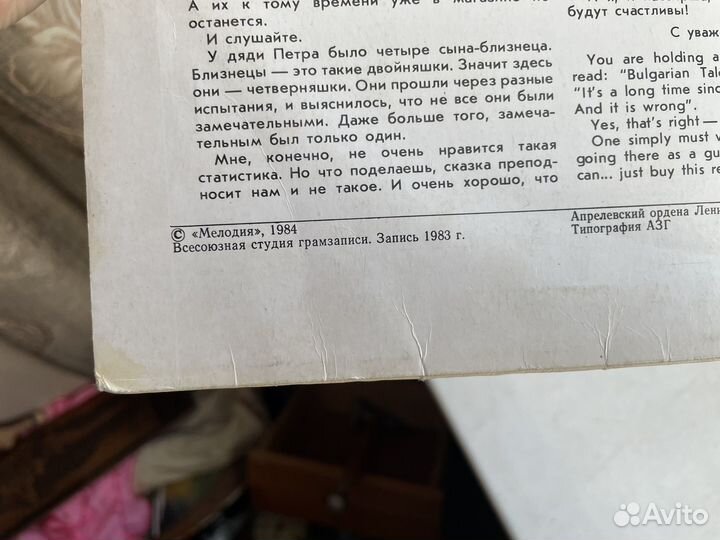 А их к тому времени уже в магазине не
останется.
И слушайте.
У дяди Петра было четыре сына-близнеца.
Близнецы — это такие двойняшки. Значит здесь
они — четверняшки. Они прошли через разные
испытания, и выяснилось, что не все они были
замечательными. Даже больше того, замеча-
тельным был только один.
Мне, конечно, не очень нравится такая
статистика. Но что поделаешь, сказка препод-
носит нам и не такое. И очень хорошо, что
будут счастливы!
С уваж
You are holding a
read: "Bulgarian Tal
"It's a long time sinc
And it is wrong".
Yes, that's right —
One simply must v
going there as a gu
can... just buy this re
© «Мелодия», 1984
Всесоюзная студия грамзаписи. Запись 1983 г.
Апрелевский ордена Лени
Типография АЗГ
Avito